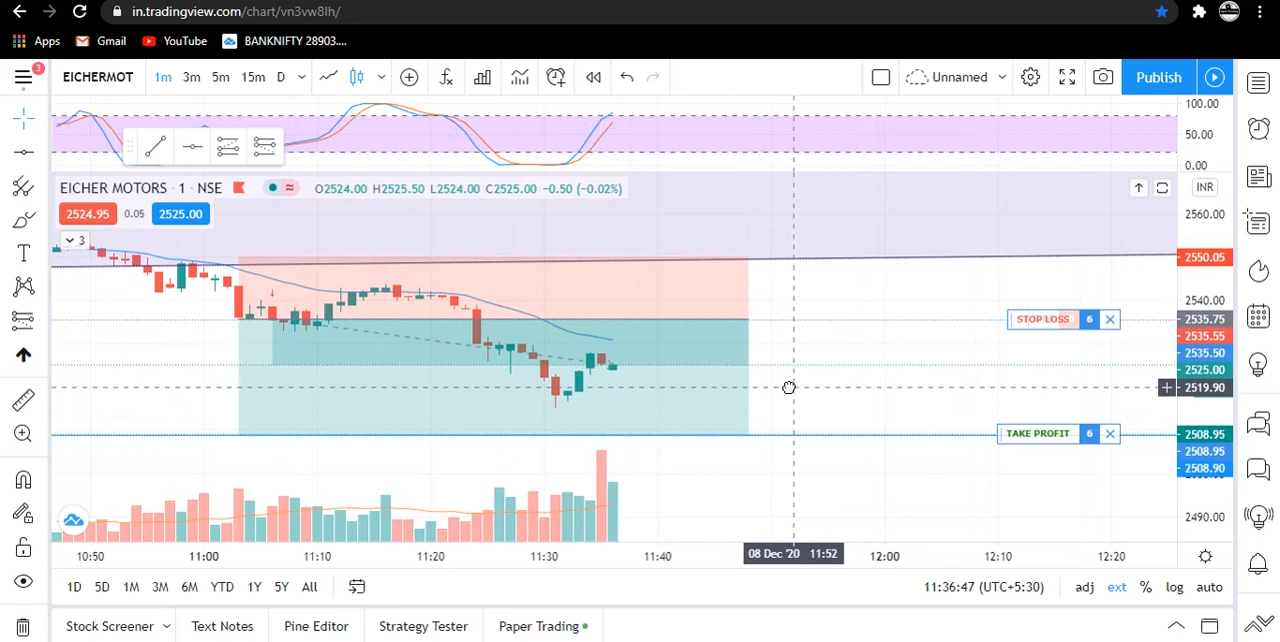 in.tradingview.com/chart/vn3vw8lh/
Apps Gmail YouTube BANKNIFTY 28903....
3
EICHERMOT 1m 3m 5m 15m D Unnamed Publish
100.00
50.00
0.00
EICHER MOTORS · 1 · NSE O2524.00 H2525.50 L2524.00 C2525.00 −0.50 (−0.02%) INR
2524.95 0.05 2525.00 2560.00
3
2550.05
2540.00
STOP LOSS 6 2535.75
2535.55
2535.50
2525.00
2519.90
TAKE PROFIT 6 2508.95
2508.95
2508.90
2490.00
10:50 11:00 11:10 11:20 11:30 11:40 08 Dec '20 11:52 12:00 12:10 12:20
1D 5D 1M 3M 6M YTD 1Y 5Y All 11:36:47 (UTC+5:30) adj ext % log auto
Stock Screener Text Notes Pine Editor Strategy Tester Paper Trading